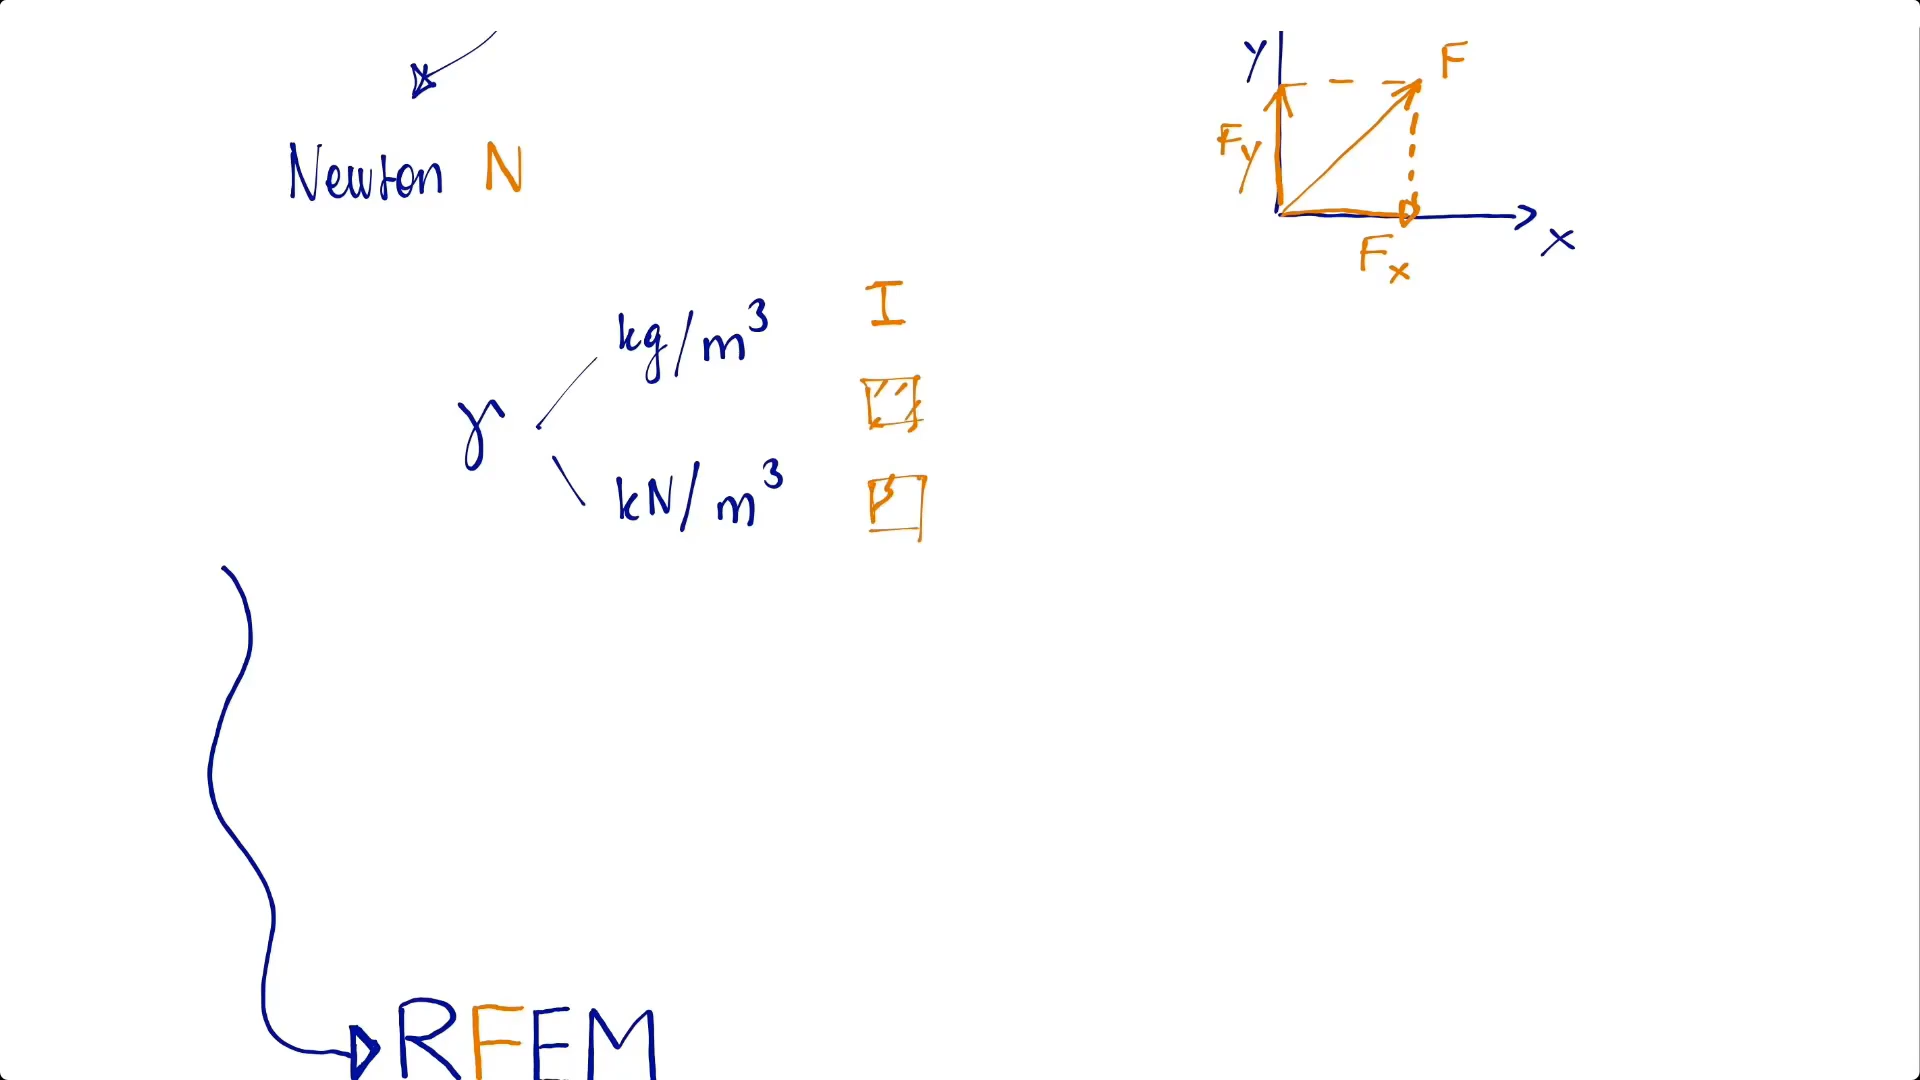 Newton N
y
F
Fy
x
Fx
kg/m³
γ
kN/m³
RFEM